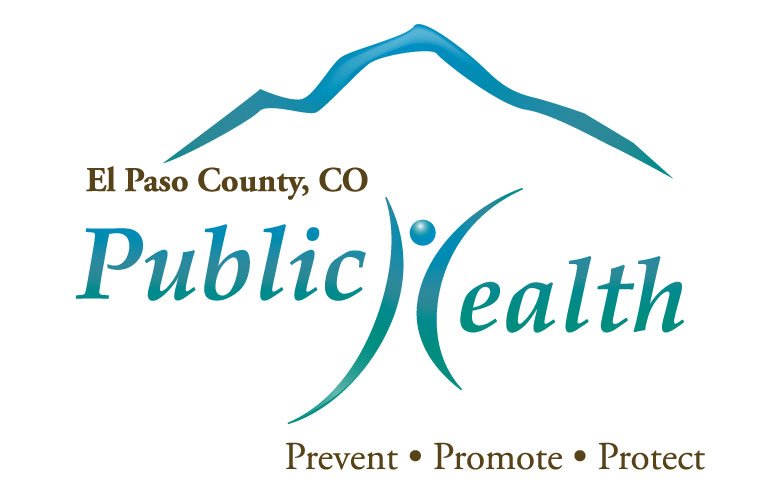 El Paso County, CO
Public Health
Prevent • Promote • Protect